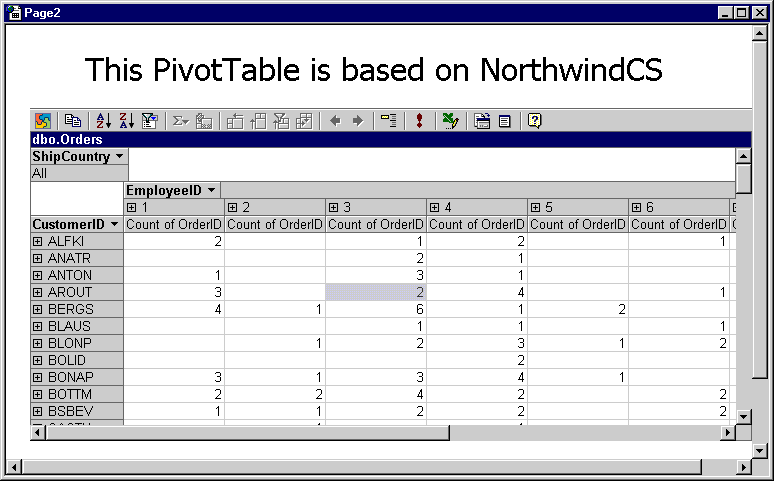 Page2
This PivotTable is based on NorthwindCS
dbo.Orders
ShipCountry
All
EmployeeID
1 2 3 4 5 6
CustomerID Count of OrderID Count of OrderID Count of OrderID Count of OrderID Count of OrderID Count of OrderID
ALFKI 2 1 2 1
ANATR 2 1
ANTON 1 3 1
AROUT 3 2 4 1
BERGS 4 1 6 1 2
BLAUS 1 1 1
BLONP 1 2 3 1 2
BOLID 2
BONAP 3 1 3 4 1
BOTTM 2 2 4 2 2
BSBEV 1 1 2 2 2